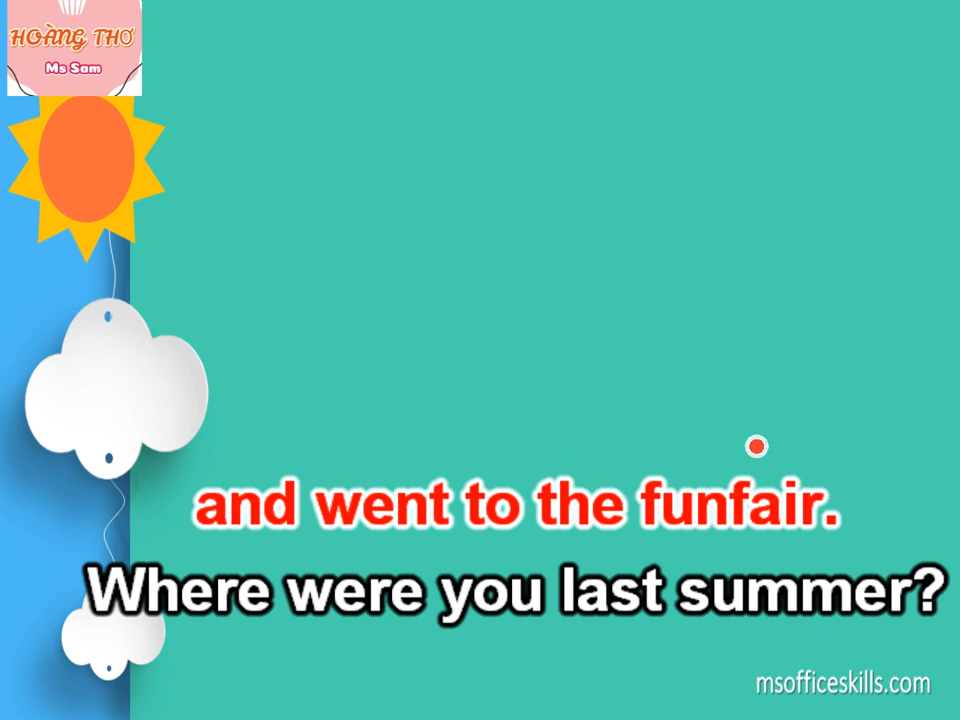 HOÀNG THƠ
Ms Sam
and went to the funfair.
Where were you last summer?
msofficeskills.com